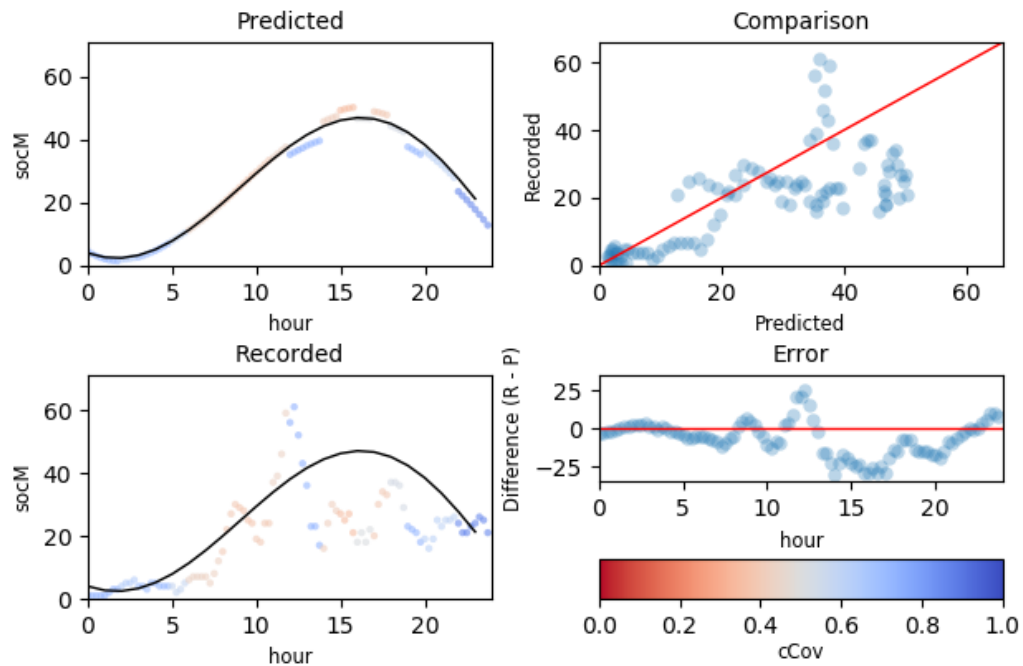 Predicted
socM
60
40
20
0
0 5 10 15 20
hour
Comparison
Recorded
60
40
20
0
0 20 40 60
Predicted
Recorded
socM
60
40
20
0
0 5 10 15 20
hour
Error
Difference (R - P)
25
0
−25
0 5 10 15 20
hour
0.0 0.2 0.4 0.6 0.8 1.0
cCov